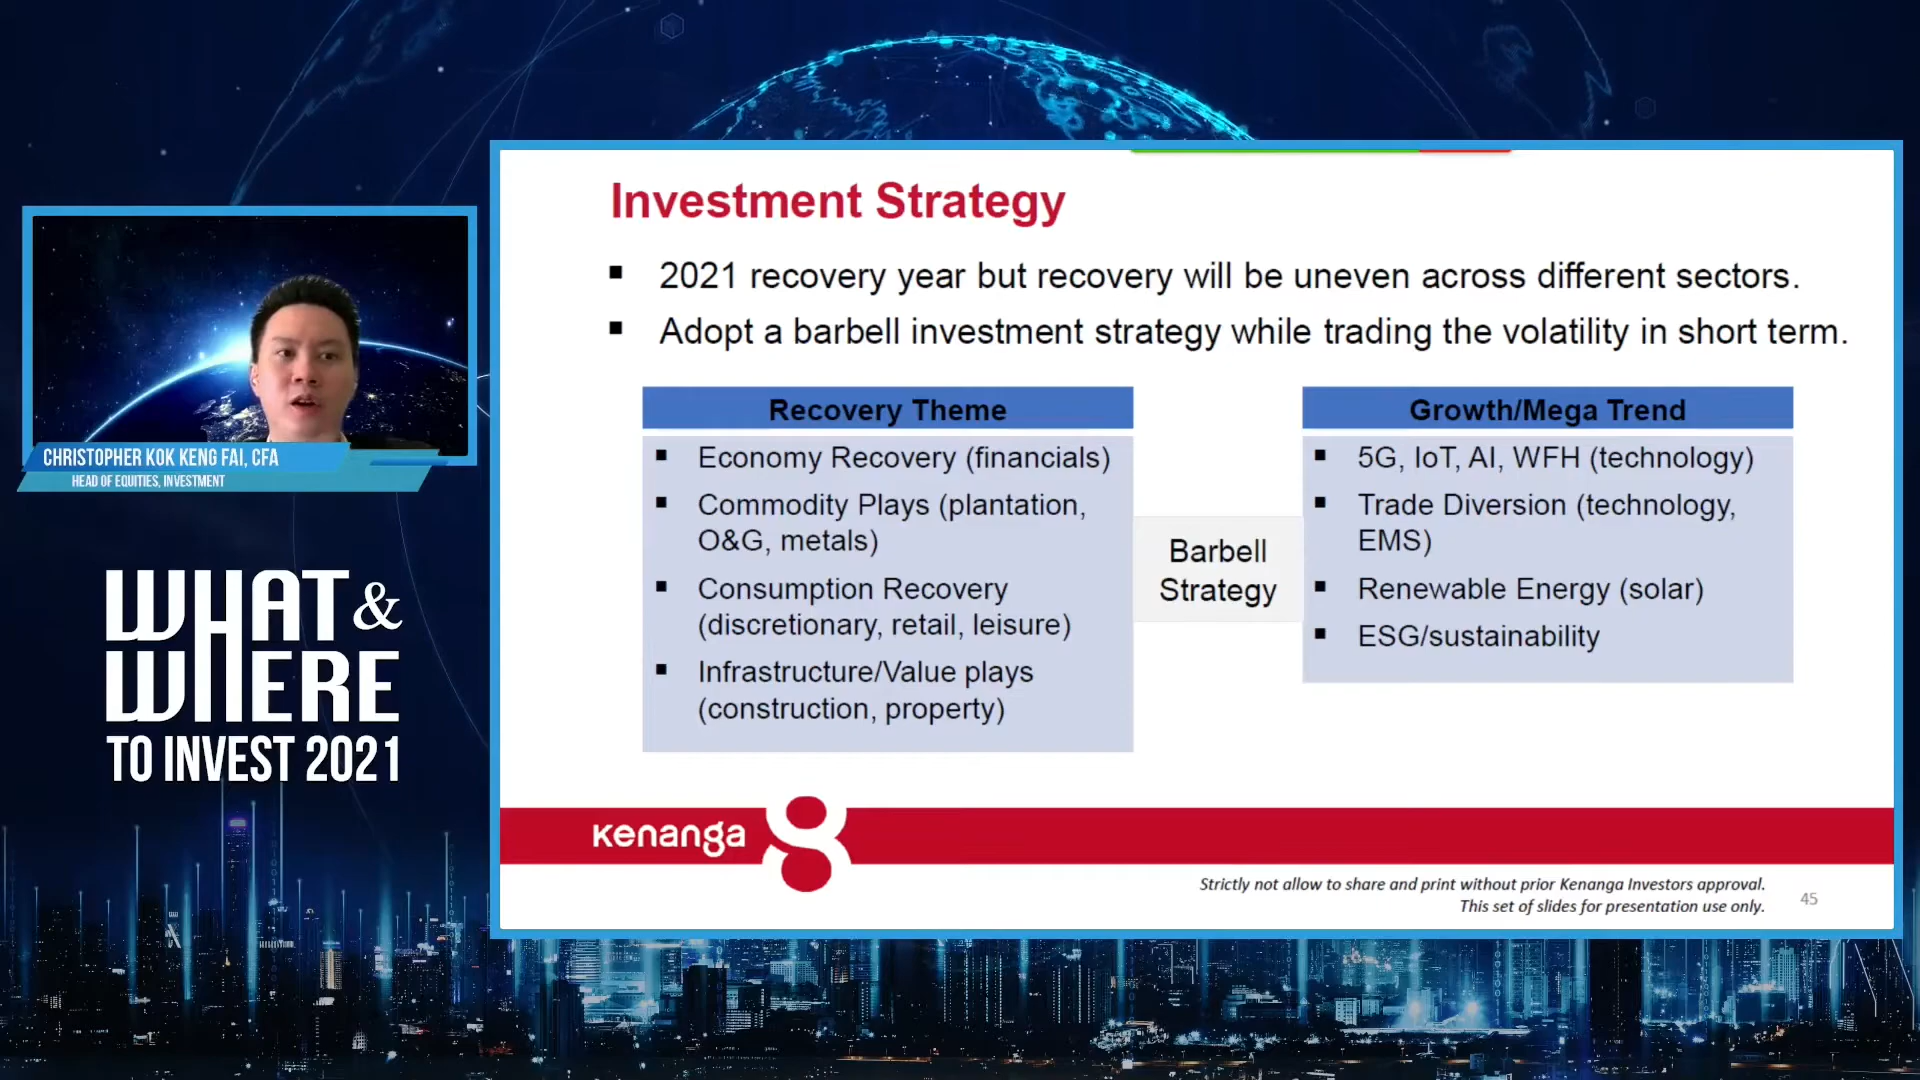 CHRISTOPHER KOK KENG FAI, CFA
HEAD OF EQUITIES, INVESTMENT
WHAT &
WHERE
TO INVEST 2021
Investment Strategy
▪ 2021 recovery year but recovery will be uneven across different sectors.
▪ Adopt a barbell investment strategy while trading the volatility in short term.
Recovery Theme
▪ Economy Recovery (financials)
▪ Commodity Plays (plantation,
O&G, metals)
▪ Consumption Recovery
(discretionary, retail, leisure)
▪ Infrastructure/Value plays
(construction, property)
Barbell
Strategy
Growth/Mega Trend
▪ 5G, IoT, AI, WFH (technology)
▪ Trade Diversion (technology,
EMS)
▪ Renewable Energy (solar)
▪ ESG/sustainability
kenanga
Strictly not allow to share and print without prior Kenanga Investors approval.
This set of slides for presentation use only.
45